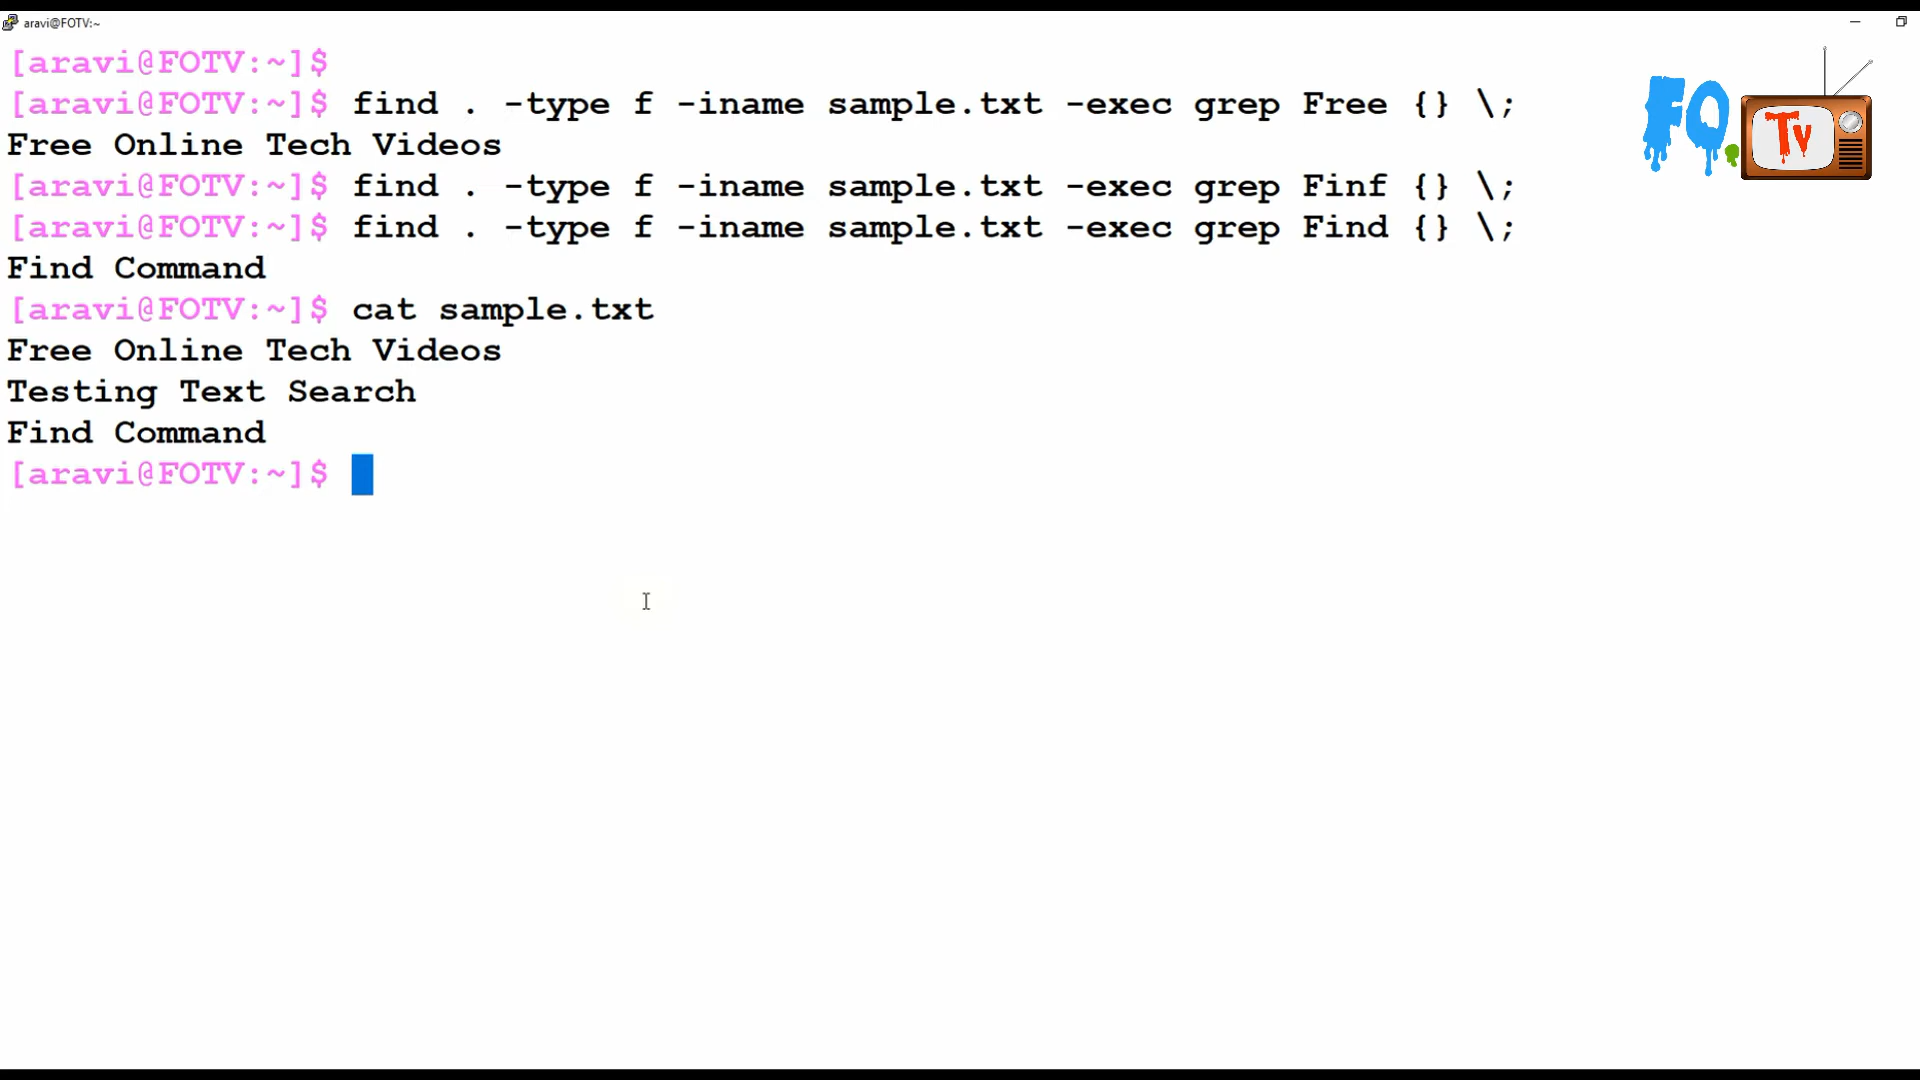 aravi@FOTV:~
[aravi@FOTV:~]$
[aravi@FOTV:~]$ find . -type f -iname sample.txt -exec grep Free {} \;
Free Online Tech Videos
[aravi@FOTV:~]$ find . -type f -iname sample.txt -exec grep Finf {} \;
[aravi@FOTV:~]$ find . -type f -iname sample.txt -exec grep Find {} \;
Find Command
[aravi@FOTV:~]$ cat sample.txt
Free Online Tech Videos
Testing Text Search
Find Command
[aravi@FOTV:~]$
FO.Tv